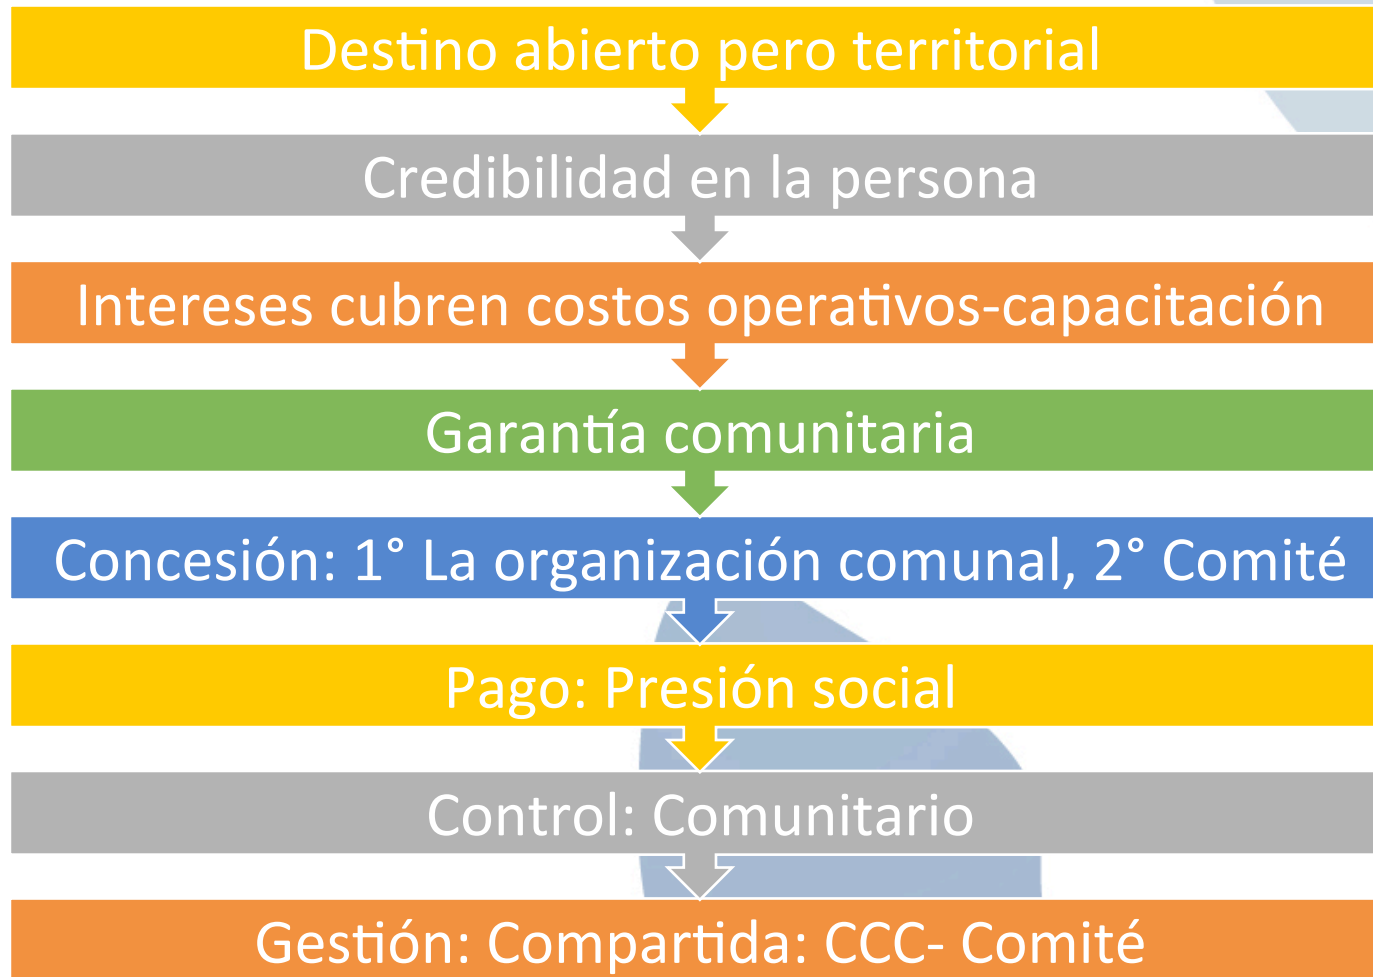 Destino abierto pero territorial
Credibilidad en la persona
Intereses cubren costos operativos-capacitación
Garantía comunitaria
Concesión: 1° La organización comunal, 2° Comité
Pago: Presión social
Control: Comunitario
Gestión: Compartida: CCC- Comité